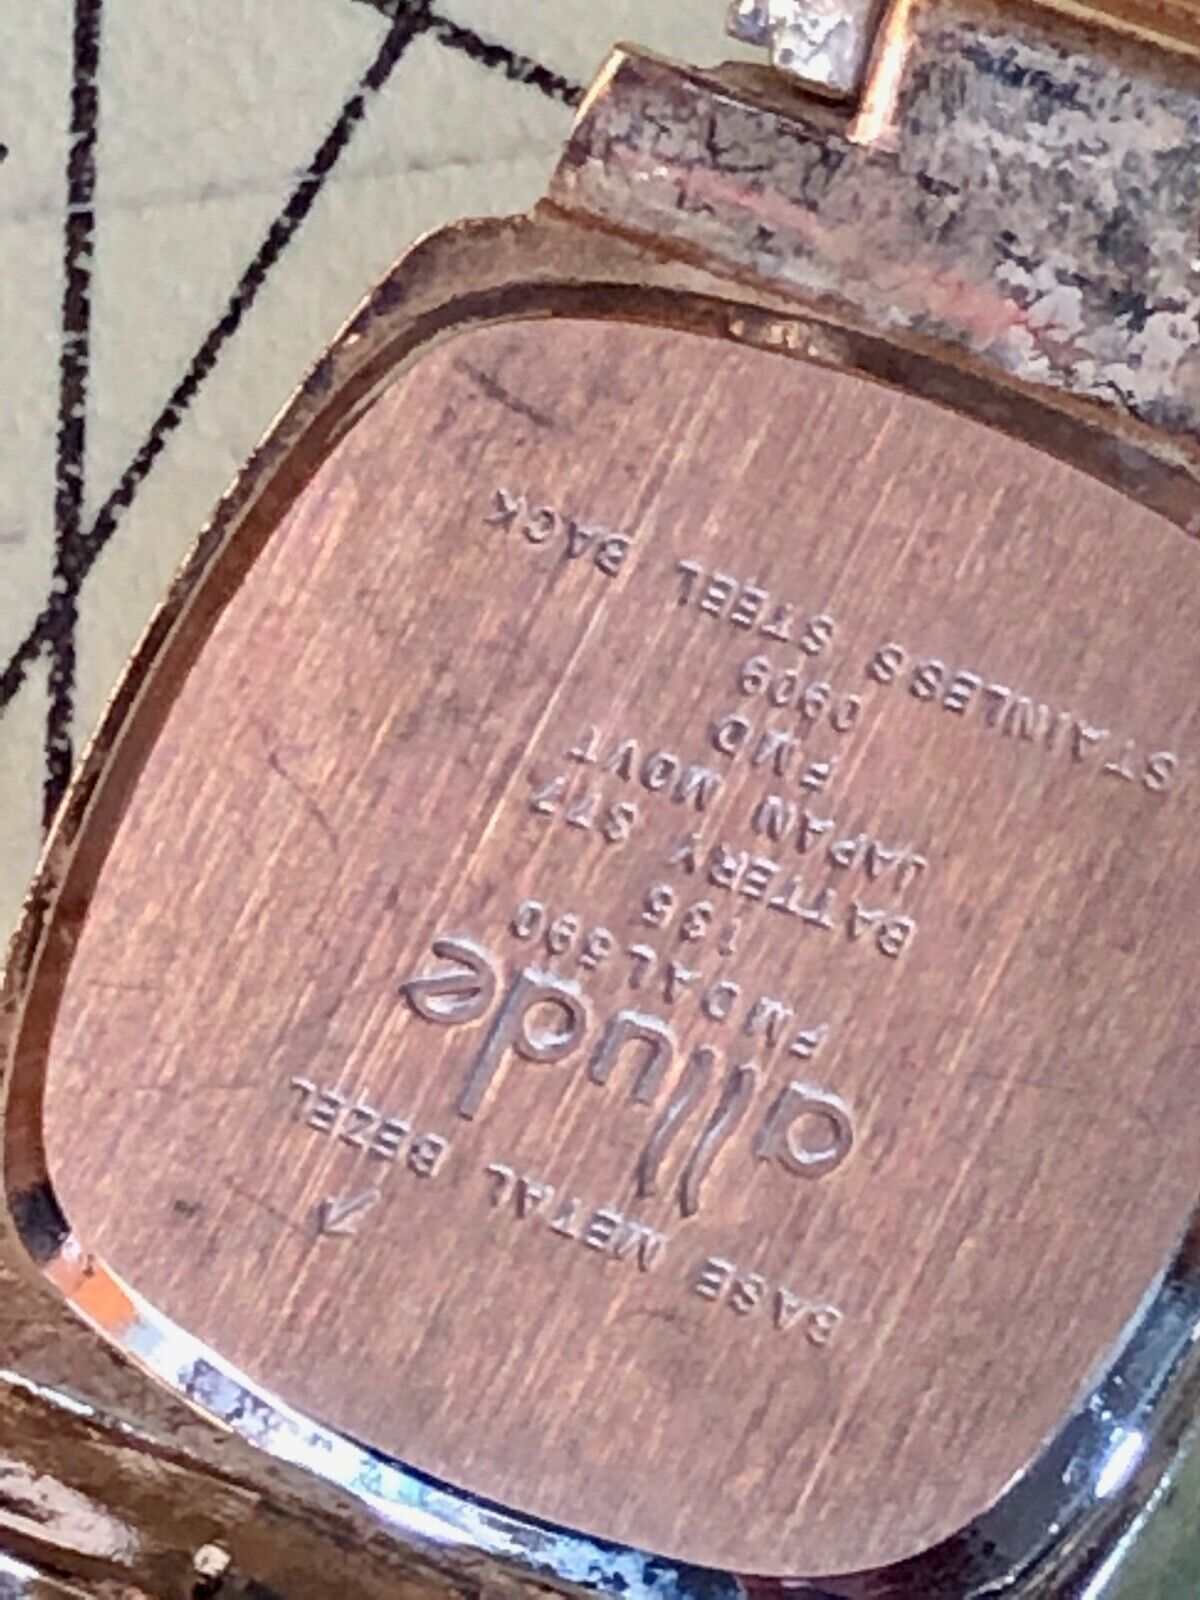 BASE METAL BEZEL
allude
FMDAL590
135
BATTERY 377
JAPAN MOVT
FMD
0909
STAINLESS STEEL BACK